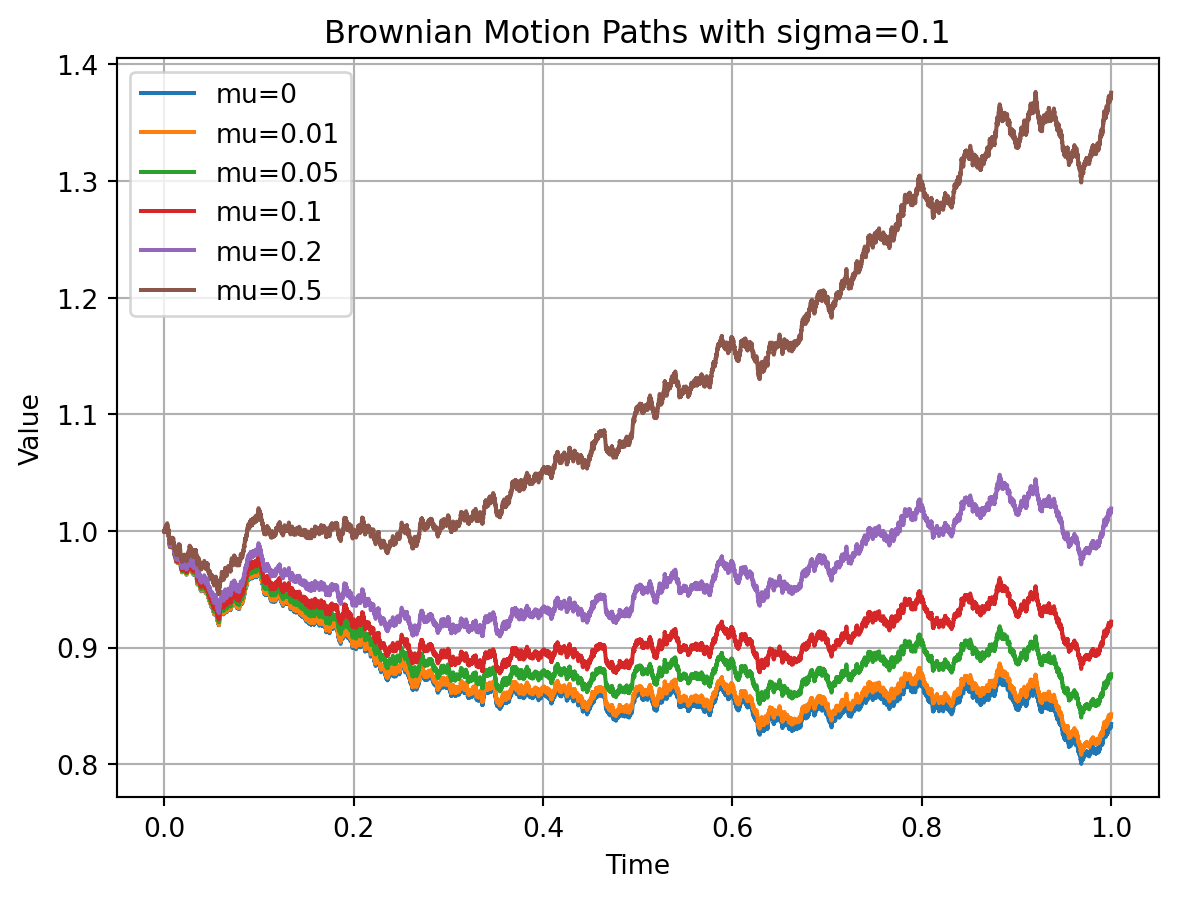 Brownian Motion Paths with sigma=0.1
1.4
1.3
1.2
1.1
1.0
0.9
0.8
Value
mu=0
mu=0.01
mu=0.05
mu=0.1
mu=0.2
mu=0.5
0.0 0.2 0.4 0.6 0.8 1.0
Time